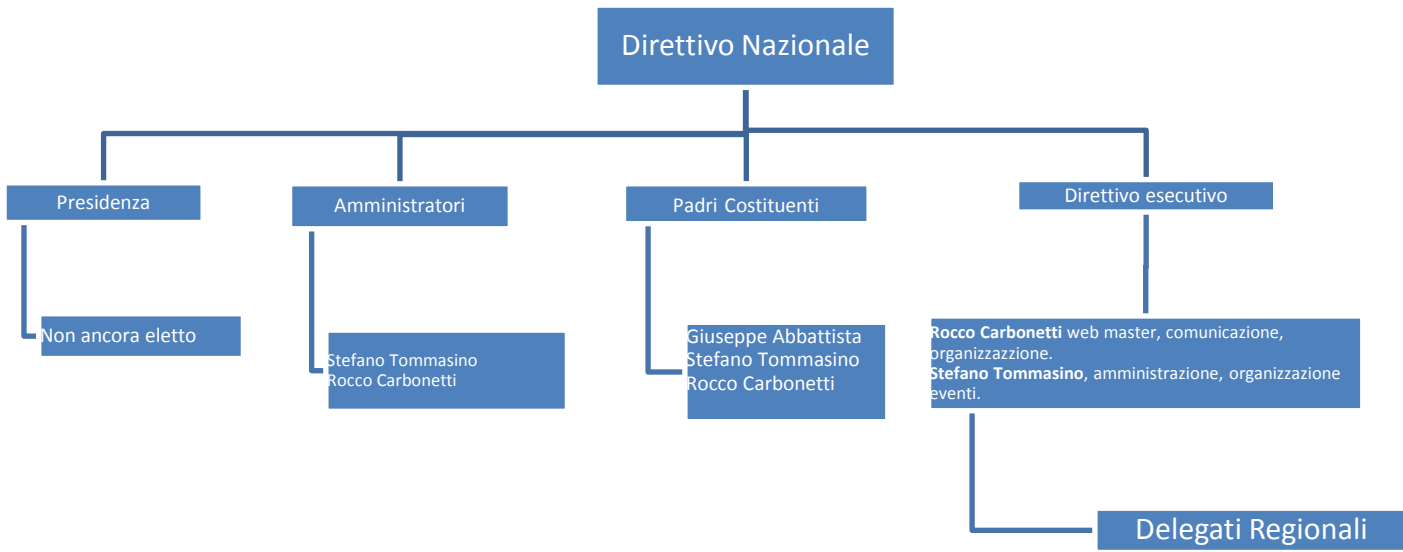 Direttivo Nazionale
Presidenza
Amministratori
Padri Costituenti
Direttivo esecutivo
Non ancora eletto
Stefano Tommasino
Rocco Carbonetti
Giuseppe Abbattista
Stefano Tommasino
Rocco Carbonetti
Rocco Carbonetti web master, comunicazione,
organizzazzione.
Stefano Tommasino, amministrazione, organizzazione
eventi.
Delegati Regionali